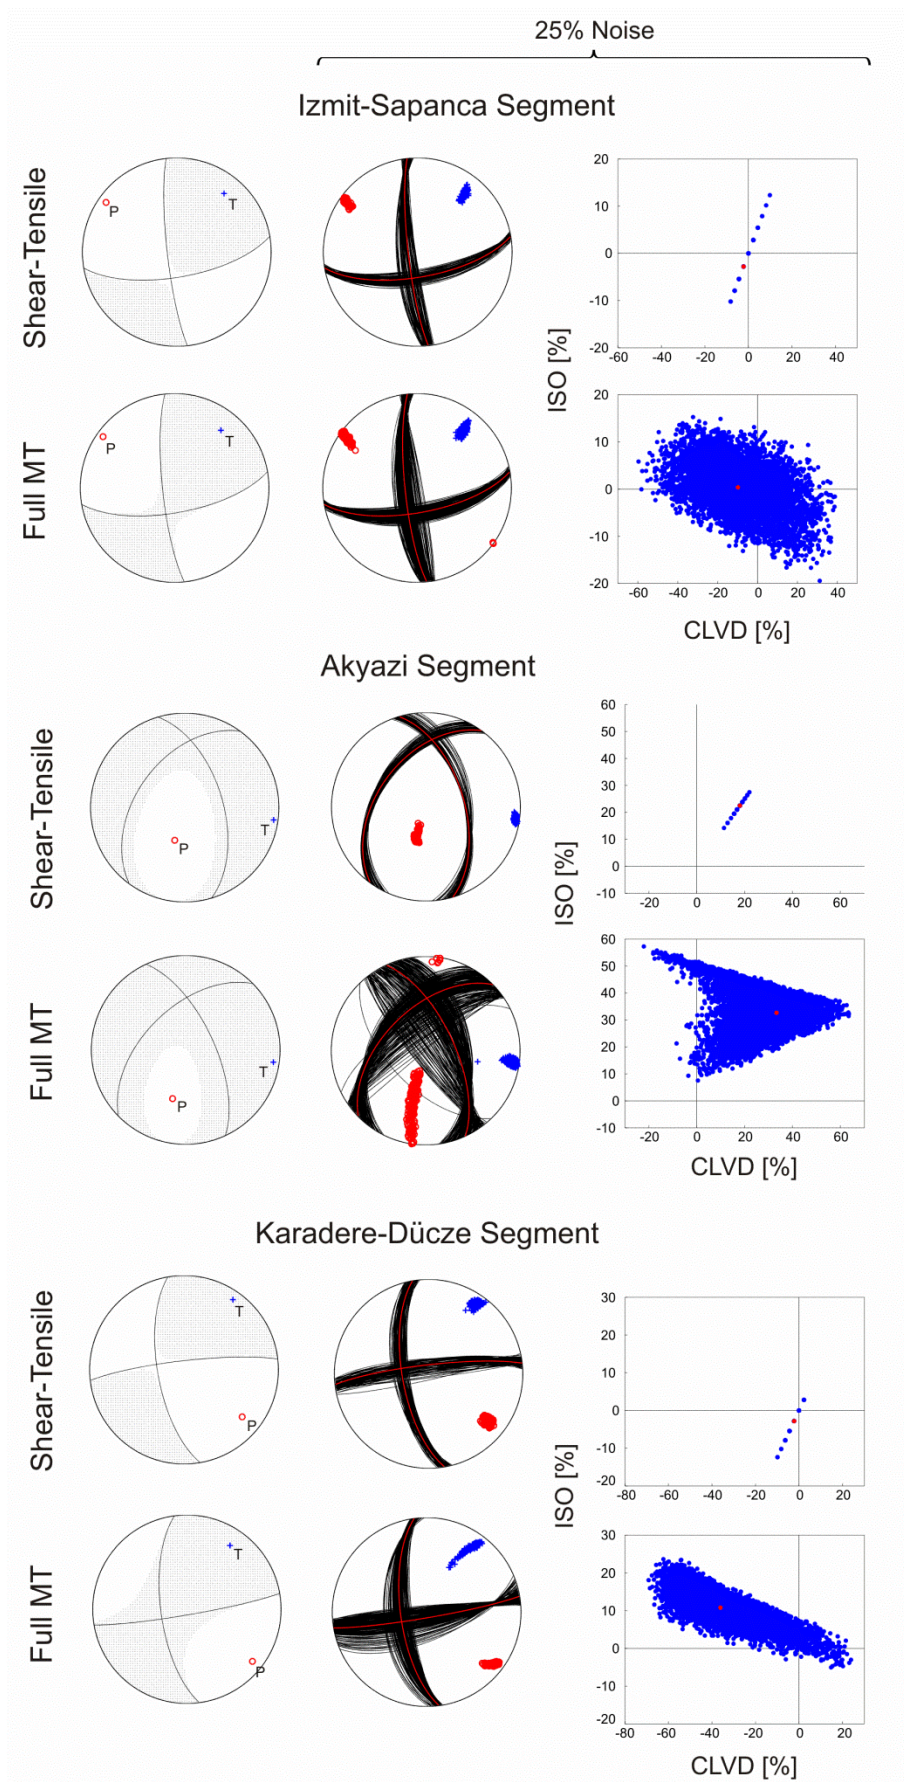 25% Noise
Izmit-Sapanca Segment
Shear-Tensile
P
T
20
10
0
-10
-20
-60 -40 -20 0 20 40
ISO [%]
Full MT
P
T
20
10
0
-10
-20
-60 -40 -20 0 20 40
CLVD [%]
Akyazi Segment
Shear-Tensile
T
P
60
50
40
30
20
10
0
-10
-20 0 20 40 60
ISO [%]
Full MT
T
P
60
50
40
30
20
10
0
-10
-20 0 20 40 60
CLVD [%]
Karadere-Dücze Segment
Shear-Tensile
T
P
30
20
10
0
-10
-20
-80 -60 -40 -20 0 20
ISO [%]
Full MT
T
P
30
20
10
0
-10
-20
-80 -60 -40 -20 0 20
CLVD [%]